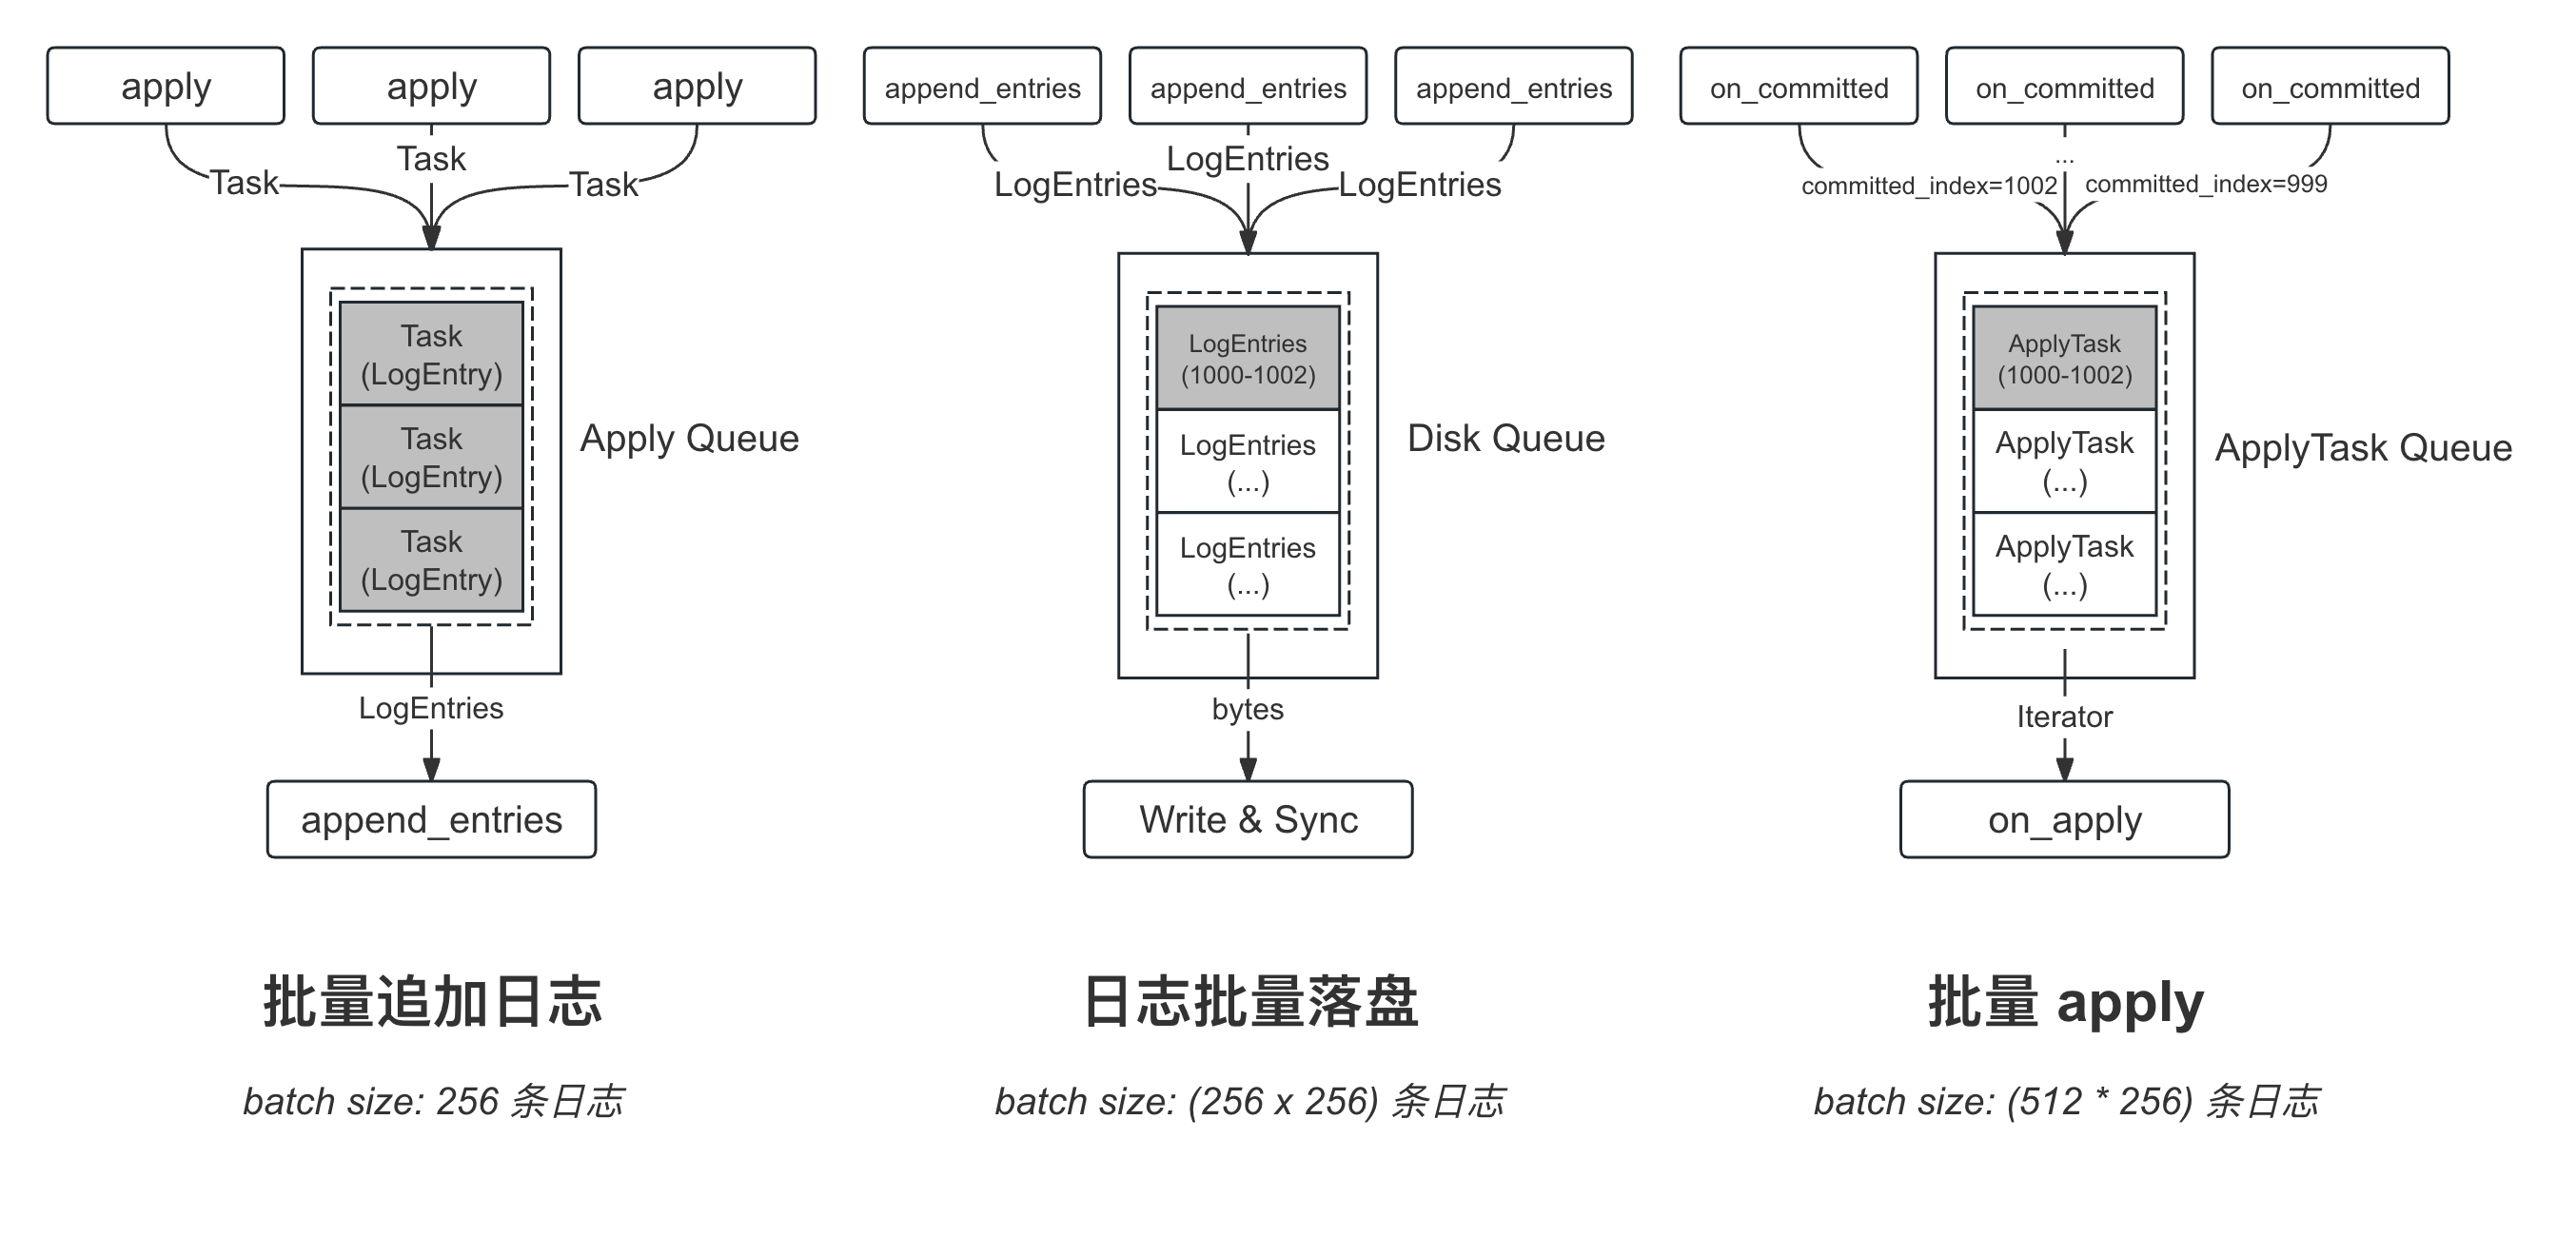 apply
apply
apply
Task
Task
Task
Task
(LogEntry)
Task
(LogEntry)
Task
(LogEntry)
Apply Queue
LogEntries
append_entries
批量追加日志
batch size: 256 条日志
append_entries
append_entries
append_entries
LogEntries
LogEntries
LogEntries
LogEntries
(1000-1002)
LogEntries
(...)
LogEntries
(...)
Disk Queue
bytes
Write & Sync
日志批量落盘
batch size: (256 x 256) 条日志
on_committed
on_committed
on_committed
...
committed_index=1002
committed_index=999
ApplyTask
(1000-1002)
ApplyTask
(...)
ApplyTask
(...)
ApplyTask Queue
Iterator
on_apply
批量 apply
batch size: (512 * 256) 条日志